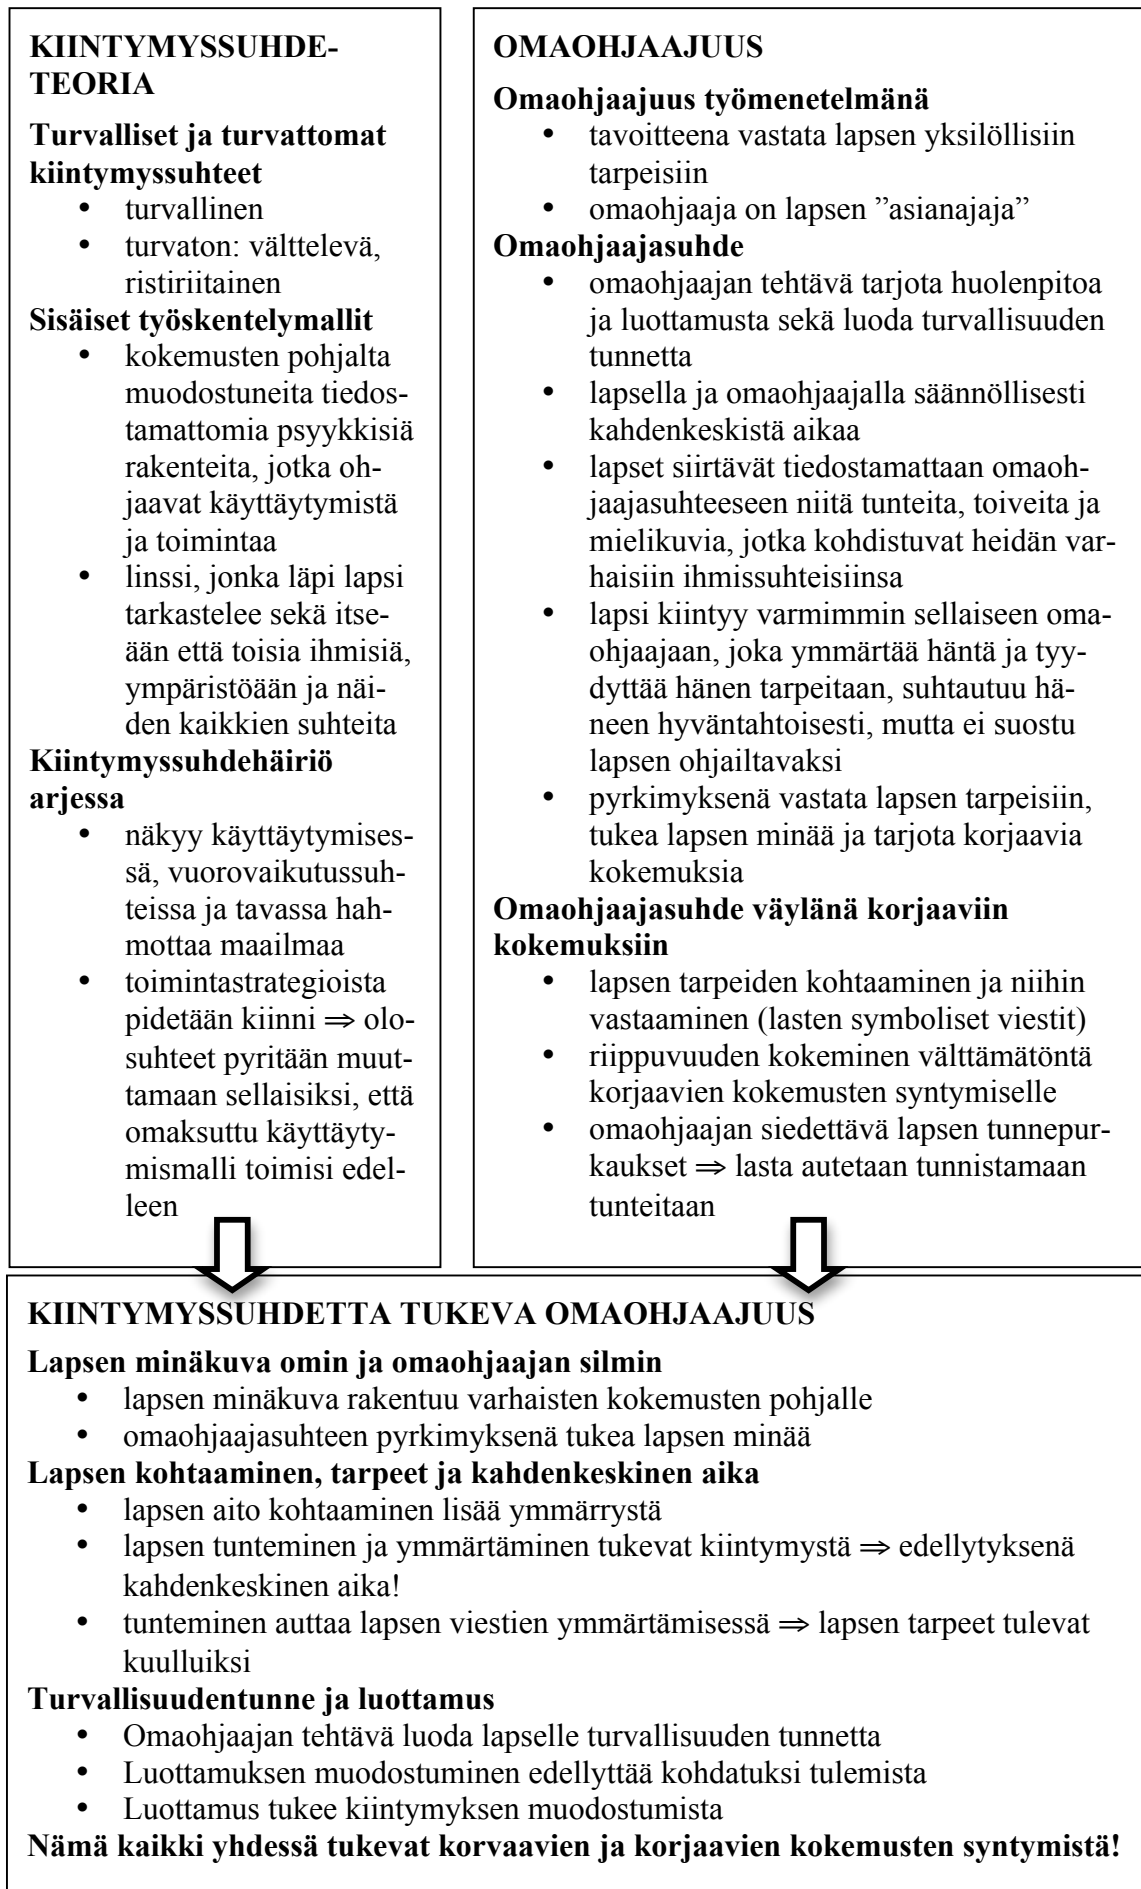 KIINTYMYSSUHDE-
TEORIA
Turvalliset ja turvattomat
kiintymyssuhteet
• turvallinen
• turvaton: välttelevä,
ristiriitainen
Sisäiset työskentelymallit
• kokemusten pohjalta
muodostuneita tiedos-
tamattomia psyykkisiä
rakenteita, jotka oh-
jaavat käyttäytymistä
ja toimintaa
• linssi, jonka läpi lapsi
tarkastelee sekä itse-
ään että toisia ihmisiä,
ympäristöään ja näi-
den kaikkien suhteita
Kiintymyssuhdehäiriö
arjessa
• näkyy käyttäytymises-
sä, vuorovaikutussuh-
teissa ja tavassa hah-
mottaa maailmaa
• toimintastrategioista
pidetään kiinni ⇒ olo-
suhteet pyritään muut-
tamaan sellaisiksi, että
omaksuttu käyttäyty-
mismalli toimisi edel-
leen
OMAOHJAAJUUS
Omaohjaajuus työmenetelmänä
• tavoitteena vastata lapsen yksilöllisiin
tarpeisiin
• omaohjaaja on lapsen ”asianajaja”
Omaohjaajasuhde
• omaohjaajan tehtävä tarjota huolenpitoa
ja luottamusta sekä luoda turvallisuuden
tunnetta
• lapsella ja omaohjaajalla säännöllisesti
kahdenkeskistä aikaa
• lapset siirtävät tiedostamattaan omaoh-
jaajasuhteeseen niitä tunteita, toiveita ja
mielikuvia, jotka kohdistuvat heidän var-
haisiin ihmissuhteisiinsa
• lapsi kiintyy varmimmin sellaiseen oma-
ohjaajaan, joka ymmärtää häntä ja tyy-
dyttää hänen tarpeitaan, suhtautuu hä-
neen hyväntahtoisesti, mutta ei suostu
lapsen ohjailtavaksi
• pyrkimyksenä vastata lapsen tarpeisiin,
tukea lapsen minää ja tarjota korjaavia
kokemuksia
Omaohjaajasuhde väylänä korjaaviin
kokemuksiin
• lapsen tarpeiden kohtaaminen ja niihin
vastaaminen (lasten symboliset viestit)
• riippuvuuden kokeminen välttämätöntä
korjaavien kokemusten syntymiselle
• omaohjaajan siedettävä lapsen tunnepur-
kaukset ⇒ lasta autetaan tunnistamaan
tunteitaan
KIINTYMYSSUHDETTA TUKEVA OMAOHJAAJUUS
Lapsen minäkuva omin ja omaohjaajan silmin
• lapsen minäkuva rakentuu varhaisten kokemusten pohjalle
• omaohjaajasuhteen pyrkimyksenä tukea lapsen minää
Lapsen kohtaaminen, tarpeet ja kahdenkeskinen aika
• lapsen aito kohtaaminen lisää ymmärrystä
• lapsen tunteminen ja ymmärtäminen tukevat kiintymystä ⇒ edellytyksenä
kahdenkeskinen aika!
• tunteminen auttaa lapsen viestien ymmärtämisessä ⇒ lapsen tarpeet tulevat
kuulluiksi
Turvallisuudentunne ja luottamus
• Omaohjaajan tehtävä luoda lapselle turvallisuuden tunnetta
• Luottamuksen muodostuminen edellyttää kohdatuksi tulemista
• Luottamus tukee kiintymyksen muodostumista
Nämä kaikki yhdessä tukevat korvaavien ja korjaavien kokemusten syntymistä!